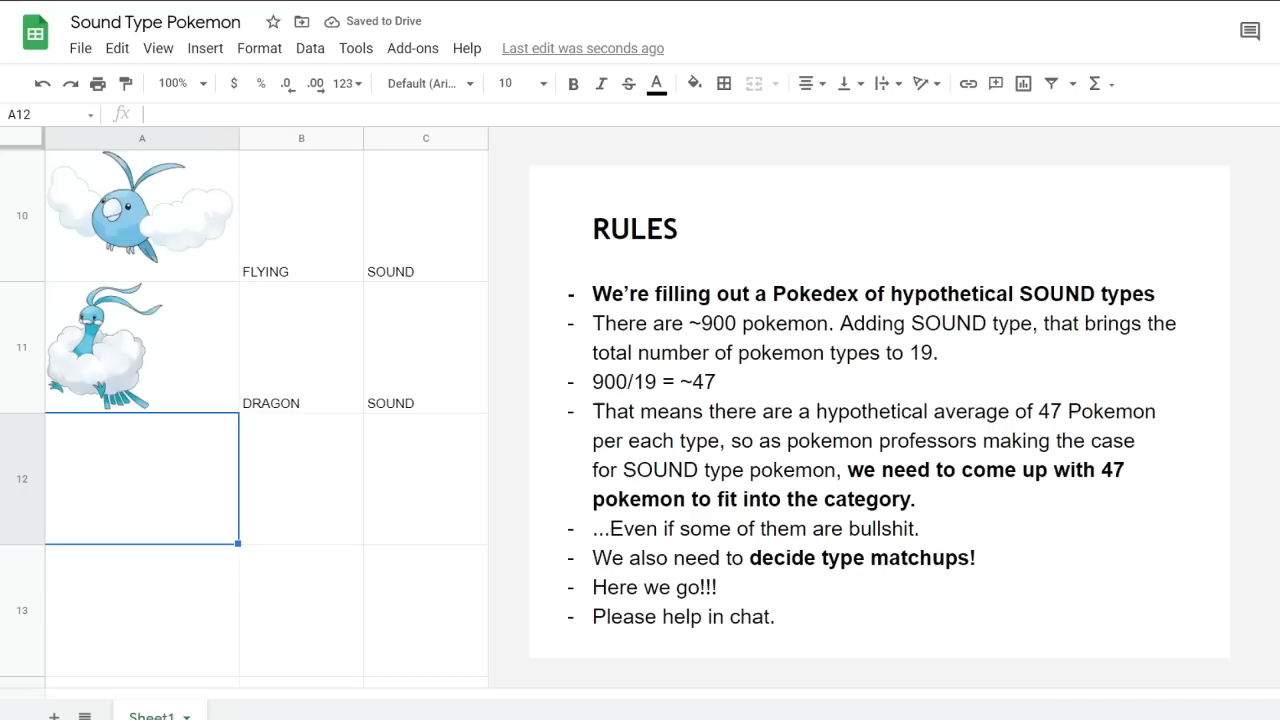 Sound Type Pokemon
Saved to Drive
File Edit View Insert Format Data Tools Add-ons Help Last edit was seconds ago
100% $ % .0 .00 123 Default (Ari... 10 B I S A Σ
A12 fx
A B C
10 FLYING SOUND
11 DRAGON SOUND
12
13
RULES
- We're filling out a Pokedex of hypothetical SOUND types
- There are ~900 pokemon. Adding SOUND type, that brings the
total number of pokemon types to 19.
- 900/19 = ~47
- That means there are a hypothetical average of 47 Pokemon
per each type, so as pokemon professors making the case
for SOUND type pokemon, we need to come up with 47
pokemon to fit into the category.
- ...Even if some of them are bullshit.
- We also need to decide type matchups!
- Here we go!!!
- Please help in chat.
+ Sheet1